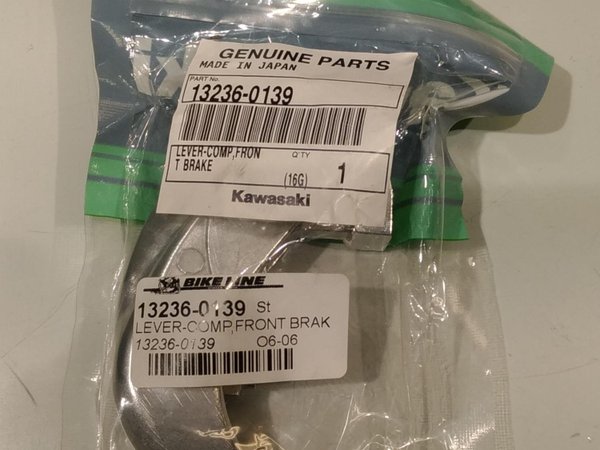 GENUINE PARTS
MADE IN JAPAN
PART No.
13236-0139
LEVER-COMP,FRON Q'TY
T BRAKE (16G) 1
Kawasaki
BIKE LINE
13236-0139 St
LEVER-COMP,FRONT BRAK
13236-0139 O6-06